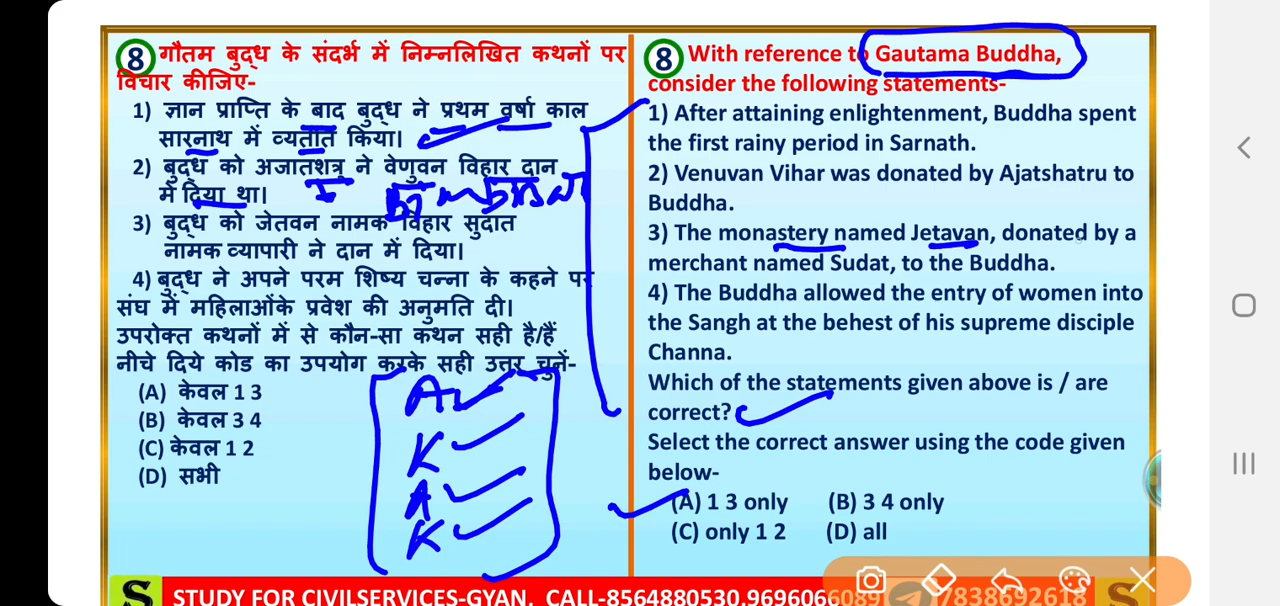 8 गौतम बुद्ध के संदर्भ में निम्नलिखित कथनों पर
विचार कीजिए-
1) ज्ञान प्राप्ति के बाद बुद्ध ने प्रथम वर्षा काल
सारनाथ में व्यतीत किया।
2) बुद्ध को अजातशत्रु ने वेणुवन विहार दान
में दिया था।
3) बुद्ध को जेतवन नामक विहार सुदात
नामक व्यापारी ने दान में दिया।
4) बुद्ध ने अपने परम शिष्य चन्ना के कहने पर
संघ में महिलाओंके प्रवेश की अनुमति दी।
उपरोक्त कथनों में से कौन-सा कथन सही है/हैं
नीचे दिये कोड का उपयोग करके सही उत्तर चुनें-
(A) केवल 1 3
(B) केवल 3 4
(C) केवल 1 2
(D) सभी
A
K
A
K
8 With reference to Gautama Buddha,
consider the following statements-
1) After attaining enlightenment, Buddha spent
the first rainy period in Sarnath.
2) Venuvan Vihar was donated by Ajatshatru to
Buddha.
3) The monastery named Jetavan, donated by a
merchant named Sudat, to the Buddha.
4) The Buddha allowed the entry of women into
the Sangh at the behest of his supreme disciple
Channa.
Which of the statements given above is / are
correct?
Select the correct answer using the code given
below-
(A) 1 3 only (B) 3 4 only
(C) only 1 2 (D) all
S STUDY FOR CIVILSERVICES-GYAN, CALL-8564880530,9696066089 7838692618 S